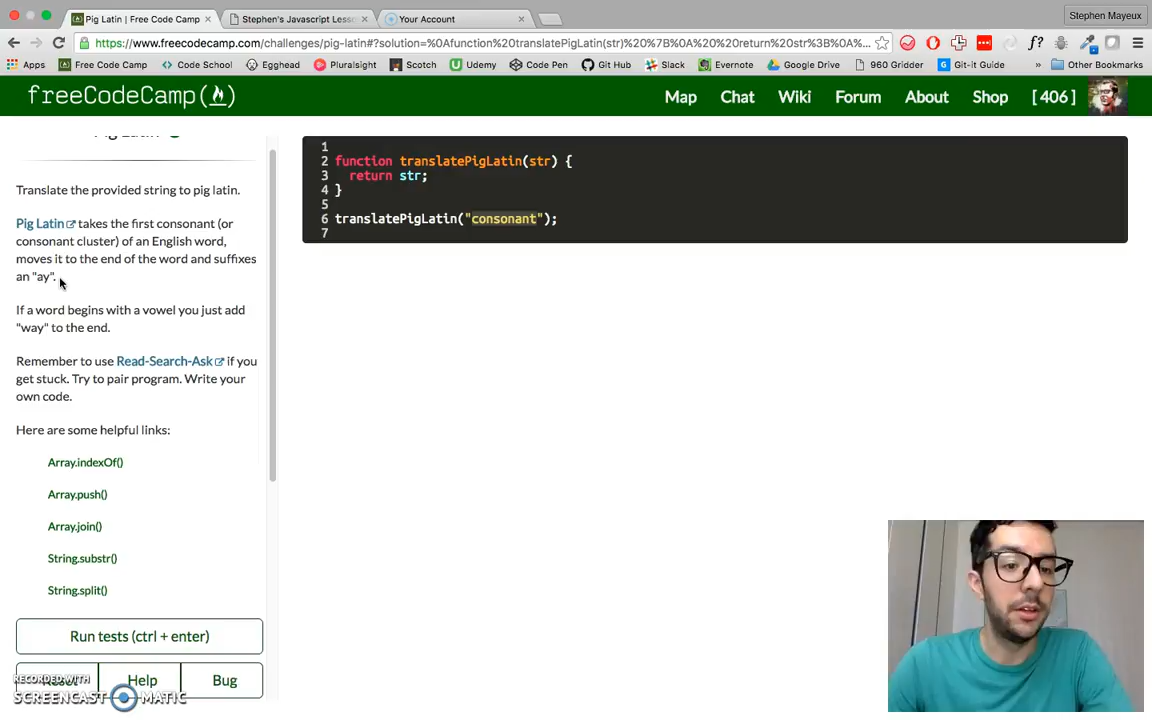 Pig Latin | Free Code Camp
Stephen's Javascript Less
Your Account
Stephen Mayeux
https://www.freecodecamp.com/challenges/pig-latin#?solution=%0Afunction%20translatePigLatin(str)%20%7B%0A%20%20return%20str%3B%0A%...
Apps Free Code Camp Code School Egghead Pluralsight Scotch Udemy Code Pen Git Hub Slack Evernote Google Drive 960 Gridder Git-it Guide » Other Bookmarks
freeCodeCamp Map Chat Wiki Forum About Shop [ 406 ]
Pig Latin
Translate the provided string to pig latin.
Pig Latin takes the first consonant (or
consonant cluster) of an English word,
moves it to the end of the word and suffixes
an "ay".
If a word begins with a vowel you just add
"way" to the end.
Remember to use Read-Search-Ask if you
get stuck. Try to pair program. Write your
own code.
Here are some helpful links:
Array.indexOf()
Array.push()
Array.join()
String.substr()
String.split()
Run tests (ctrl + enter)
Reset Help Bug
RECORDED WITH
SCREENCAST MATIC
1
2 function translatePigLatin(str) {
3 return str;
4 }
5
6 translatePigLatin("consonant");
7